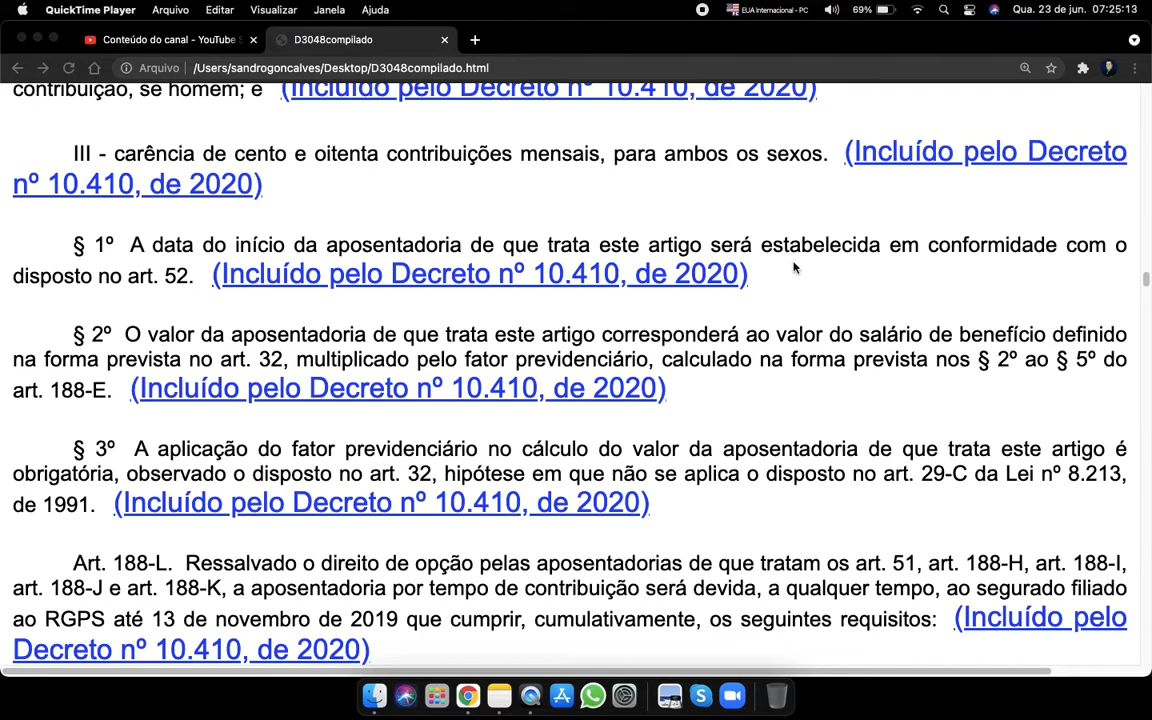 QuickTime Player Arquivo Editar Visualizar Janela Ajuda EUA Internacional - PC 69% Qua. 23 de jun. 07:25:13
Conteúdo do canal - YouTube S D3048compilado
Arquivo /Users/sandrogoncalves/Desktop/D3048compilado.html
contribuição, se homem; e (Incluído pelo Decreto nº 10.410, de 2020)
III - carência de cento e oitenta contribuições mensais, para ambos os sexos. (Incluído pelo Decreto
nº 10.410, de 2020)
§ 1º A data do início da aposentadoria de que trata este artigo será estabelecida em conformidade com o
disposto no art. 52. (Incluído pelo Decreto nº 10.410, de 2020)
§ 2º O valor da aposentadoria de que trata este artigo corresponderá ao valor do salário de benefício definido
na forma prevista no art. 32, multiplicado pelo fator previdenciário, calculado na forma prevista nos § 2º ao § 5º do
art. 188-E. (Incluído pelo Decreto nº 10.410, de 2020)
§ 3º A aplicação do fator previdenciário no cálculo do valor da aposentadoria de que trata este artigo é
obrigatória, observado o disposto no art. 32, hipótese em que não se aplica o disposto no art. 29-C da Lei nº 8.213,
de 1991. (Incluído pelo Decreto nº 10.410, de 2020)
Art. 188-L. Ressalvado o direito de opção pelas aposentadorias de que tratam os art. 51, art. 188-H, art. 188-I,
art. 188-J e art. 188-K, a aposentadoria por tempo de contribuição será devida, a qualquer tempo, ao segurado filiado
ao RGPS até 13 de novembro de 2019 que cumprir, cumulativamente, os seguintes requisitos: (Incluído pelo
Decreto nº 10.410, de 2020)